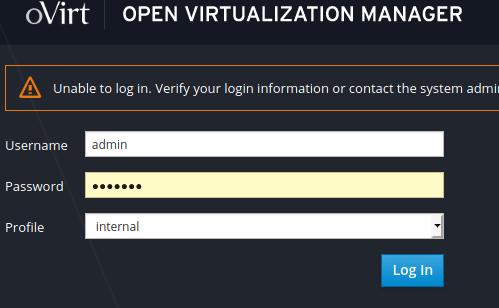 oVirt OPEN VIRTUALIZATION MANAGER
Unable to log in. Verify your login information or contact the system
Username admin
Password •••••••
Profile internal
Log In